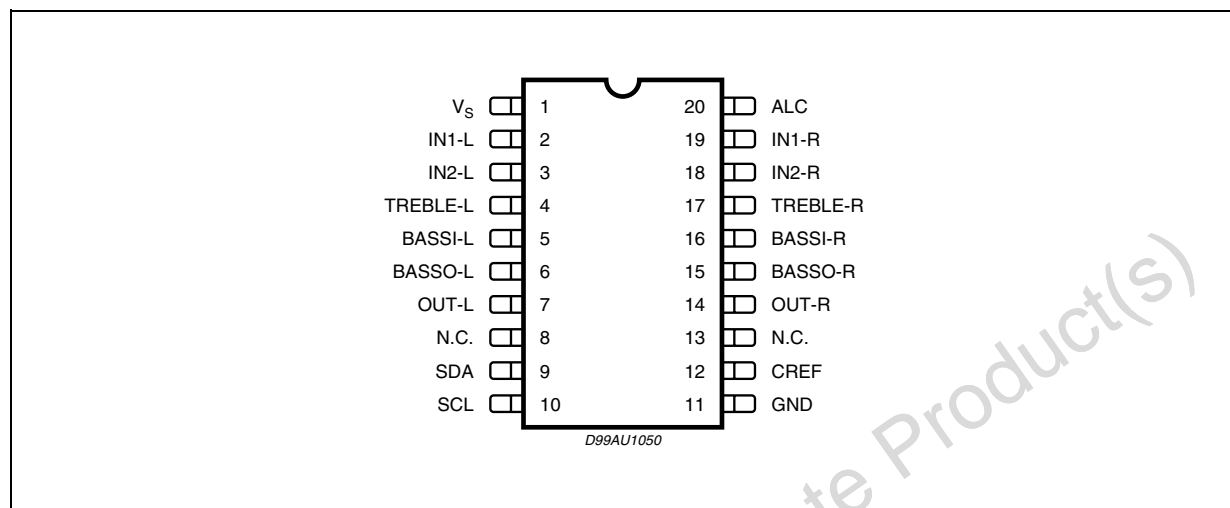 VS 1 20 ALC
IN1-L 2 19 IN1-R
IN2-L 3 18 IN2-R
TREBLE-L 4 17 TREBLE-R
BASSI-L 5 16 BASSI-R
BASSO-L 6 15 BASSO-R
OUT-L 7 14 OUT-R
N.C. 8 13 N.C.
SDA 9 12 CREF
SCL 10 11 GND
D99AU1050
te Product(s)